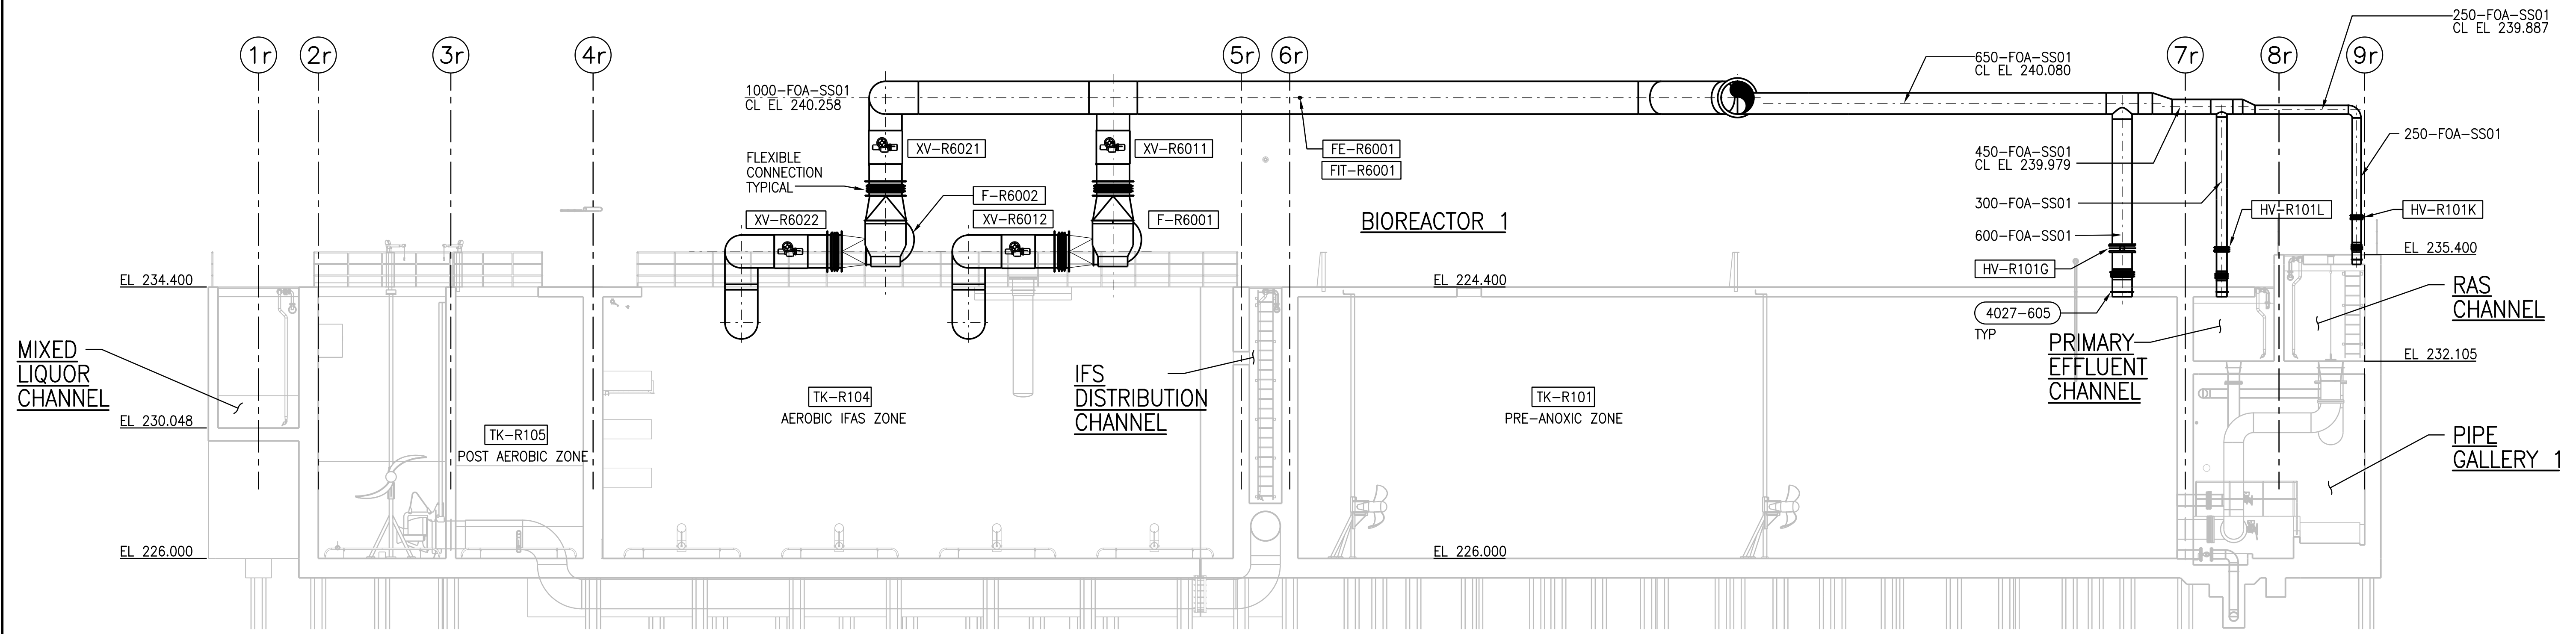 250-FOA-SS01
CL EL 239.887
1r
2r
3r
4r
5r
6r
7r
8r
9r
650-FOA-SS01
CL EL 240.080
1000-FOA-SS01
CL EL 240.258
XV-R6021
XV-R6011
FE-R6001
FIT-R6001
250-FOA-SS01
450-FOA-SS01
CL EL 239.979
FLEXIBLE
CONNECTION
TYPICAL
F-R6002
XV-R6022
XV-R6012
F-R6001
BIOREACTOR 1
300-FOA-SS01
HV-R101L
HV-R101K
600-FOA-SS01
EL 235.400
HV-R101G
EL 234.400
EL 224.400
RAS
CHANNEL
4027-605
TYP
MIXED
LIQUOR
CHANNEL
PRIMARY
EFFLUENT
CHANNEL
EL 232.105
IFS
DISTRIBUTION
CHANNEL
TK-R104
AEROBIC IFAS ZONE
TK-R101
PRE-ANOXIC ZONE
EL 230.048
TK-R105
POST AEROBIC ZONE
PIPE
GALLERY 1
EL 226.000
EL 226.000